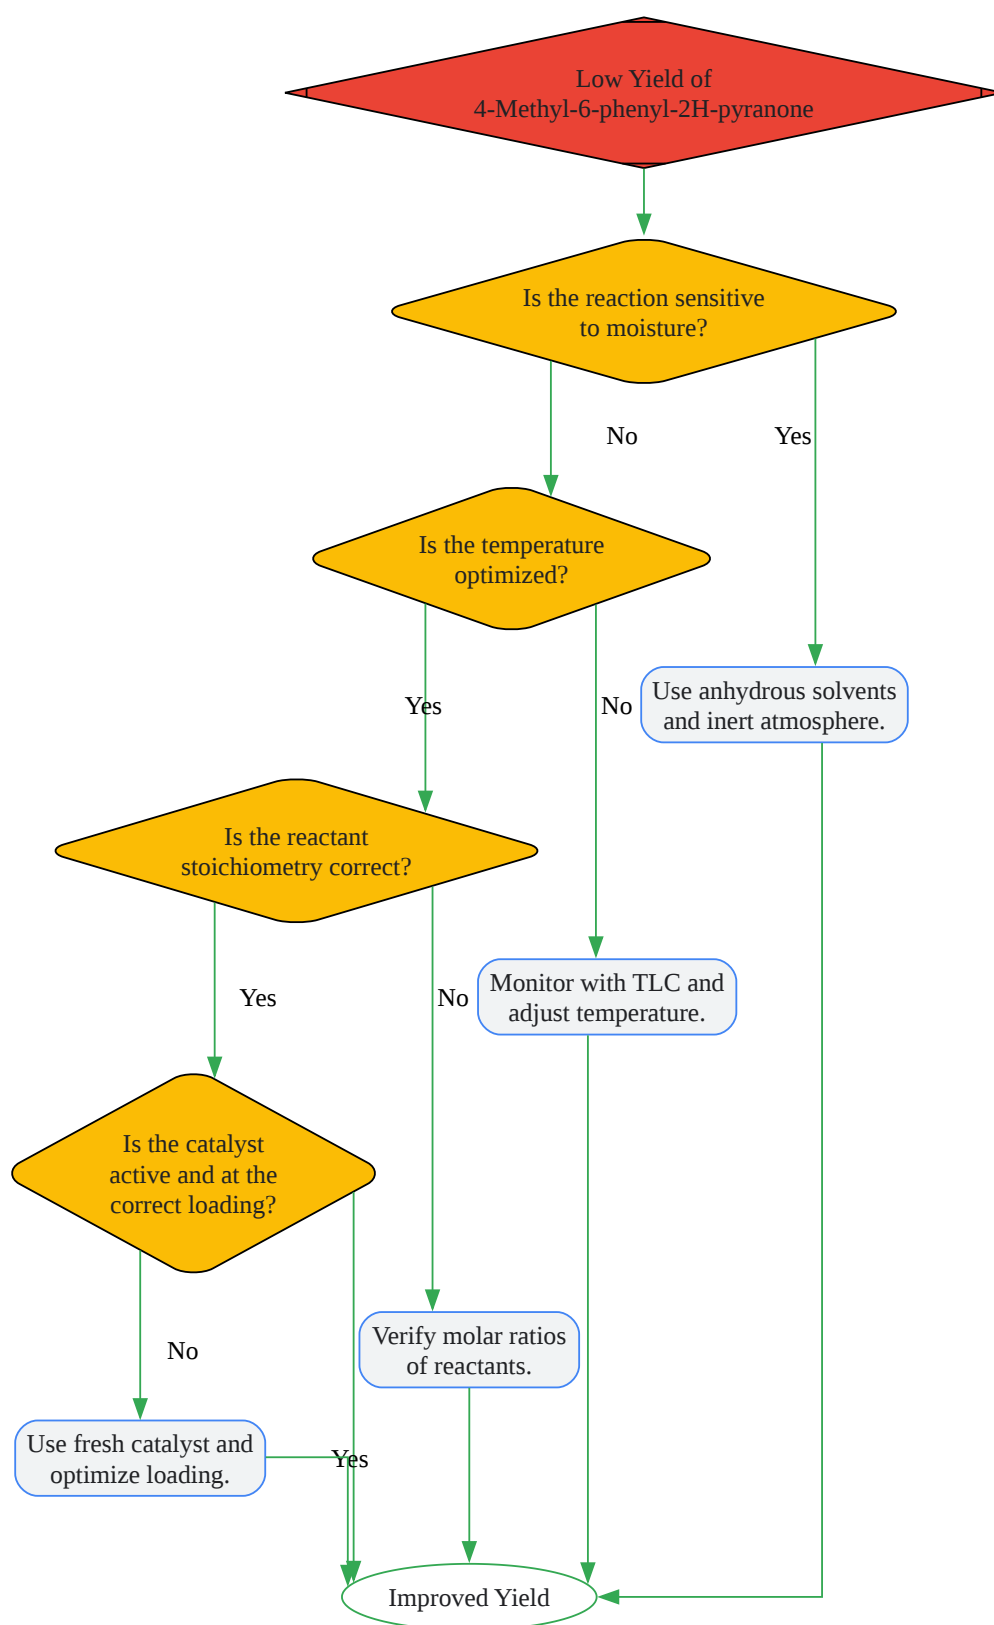 Low Yield of
4-Methyl-6-phenyl-2H-pyranone
Is the reaction sensitive
to moisture?
No
Yes
Is the temperature
optimized?
Yes
No
Use anhydrous solvents
and inert atmosphere.
Is the reactant
stoichiometry correct?
Yes
No
Monitor with TLC and
adjust temperature.
Is the catalyst
active and at the
correct loading?
No
Verify molar ratios
of reactants.
Use fresh catalyst and
optimize loading.
Yes
Improved Yield